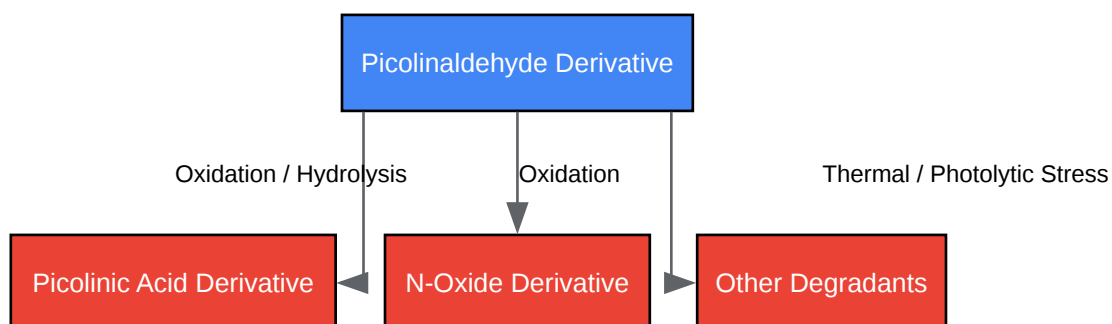 Picolinaldehyde Derivative
Oxidation / Hydrolysis
Oxidation
Thermal / Photolytic Stress
Picolinic Acid Derivative
N-Oxide Derivative
Other Degradants